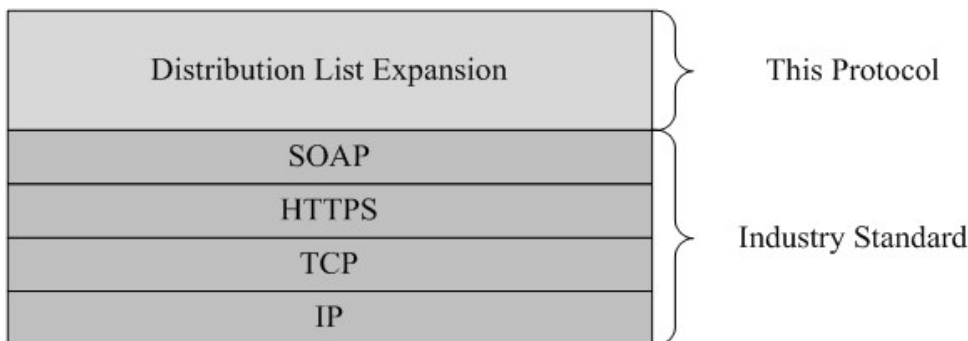 Distribution List Expansion
This Protocol
SOAP
HTTPS
TCP
IP
Industry Standard